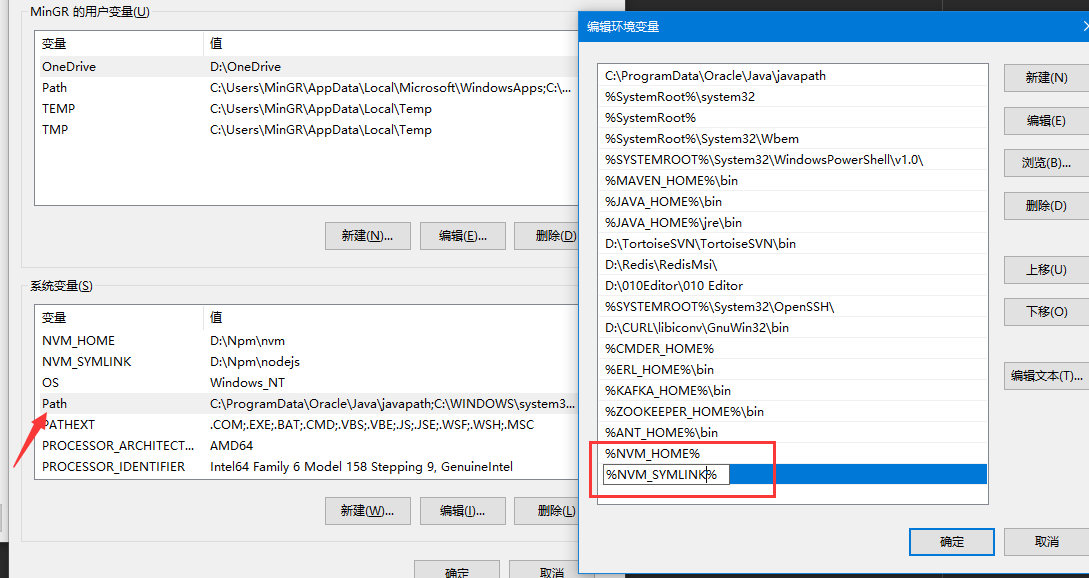 MinGR 的用户变量(U)
变量 值
OneDrive D:\OneDrive
Path C:\Users\MinGR\AppData\Local\Microsoft\WindowsApps;C:\...
TEMP C:\Users\MinGR\AppData\Local\Temp
TMP C:\Users\MinGR\AppData\Local\Temp
新建(N)... 编辑(E)... 删除(D)
系统变量(S)
变量 值
NVM_HOME D:\Npm\nvm
NVM_SYMLINK D:\Npm\nodejs
OS Windows_NT
Path C:\ProgramData\Oracle\Java\javapath;C:\WINDOWS\system3...
PATHEXT .COM;.EXE;.BAT;.CMD;.VBS;.VBE;.JS;.JSE;.WSF;.WSH;.MSC
PROCESSOR_ARCHITECT... AMD64
PROCESSOR_IDENTIFIER Intel64 Family 6 Model 158 Stepping 9, GenuineIntel
新建(W)... 编辑(I)... 删除(L)
确定 取消
编辑环境变量
C:\ProgramData\Oracle\Java\javapath
%SystemRoot%\system32
%SystemRoot%
%SystemRoot%\System32\Wbem
%SYSTEMROOT%\System32\WindowsPowerShell\v1.0\
%MAVEN_HOME%\bin
%JAVA_HOME%\bin
%JAVA_HOME%\jre\bin
D:\TortoiseSVN\TortoiseSVN\bin
D:\Redis\RedisMsi\
D:\010Editor\010 Editor
%SYSTEMROOT%\System32\OpenSSH\
D:\CURL\libiconv\GnuWin32\bin
%CMDER_HOME%
%ERL_HOME%\bin
%KAFKA_HOME%\bin
%ZOOKEEPER_HOME%\bin
%ANT_HOME%\bin
%NVM_HOME%
%NVM_SYMLINK%
新建(N)
编辑(E)
浏览(B)...
删除(D)
上移(U)
下移(O)
编辑文本(T)...
确定 取消